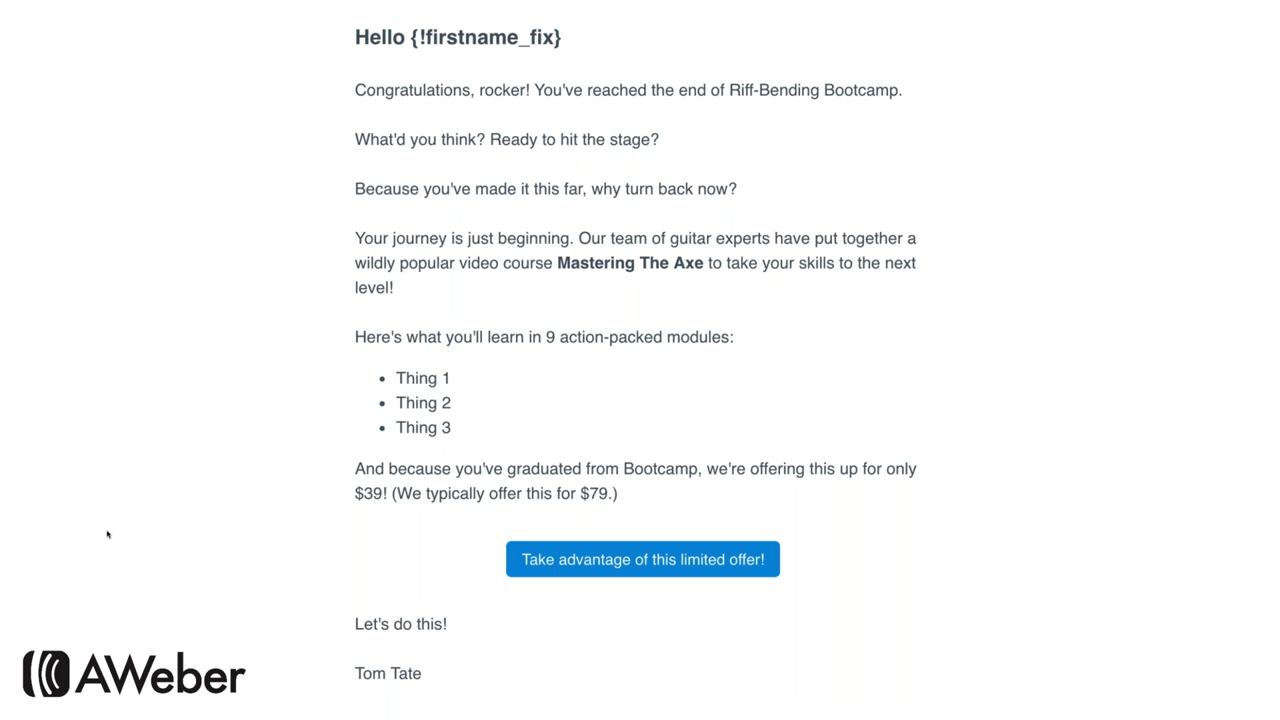 Hello {!firstname_fix}
Congratulations, rocker! You've reached the end of Riff-Bending Bootcamp.
What'd you think? Ready to hit the stage?
Because you've made it this far, why turn back now?
Your journey is just beginning. Our team of guitar experts have put together a
wildly popular video course Mastering The Axe to take your skills to the next
level!
Here's what you'll learn in 9 action-packed modules:
• Thing 1
• Thing 2
• Thing 3
And because you've graduated from Bootcamp, we're offering this up for only
$39! (We typically offer this for $79.)
Take advantage of this limited offer!
Let's do this!
Tom Tate
AWeber